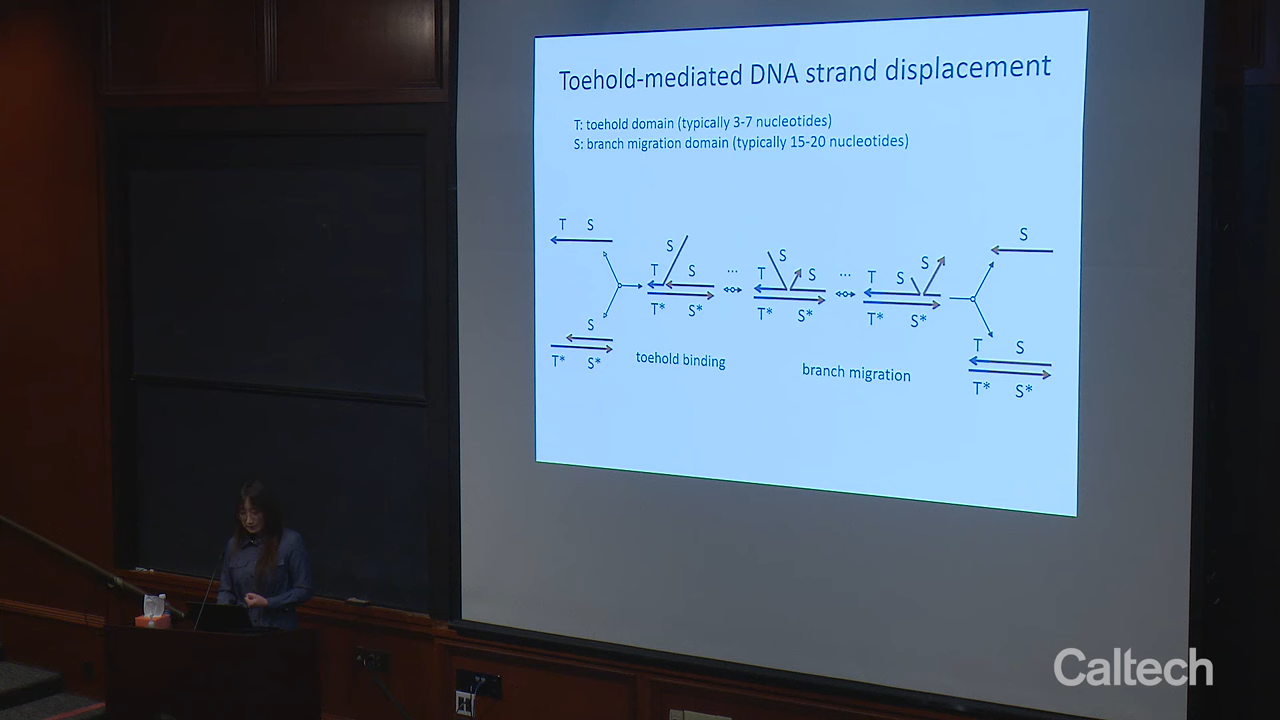 Toehold-mediated DNA strand displacement
T: toehold domain (typically 3-7 nucleotides)
S: branch migration domain (typically 15-20 nucleotides)
T S
S
T* S*
S
T S
T* S*
toehold binding
...
S
T S
T* S*
...
S
T S
T* S*
branch migration
S
T S
T* S*
Caltech